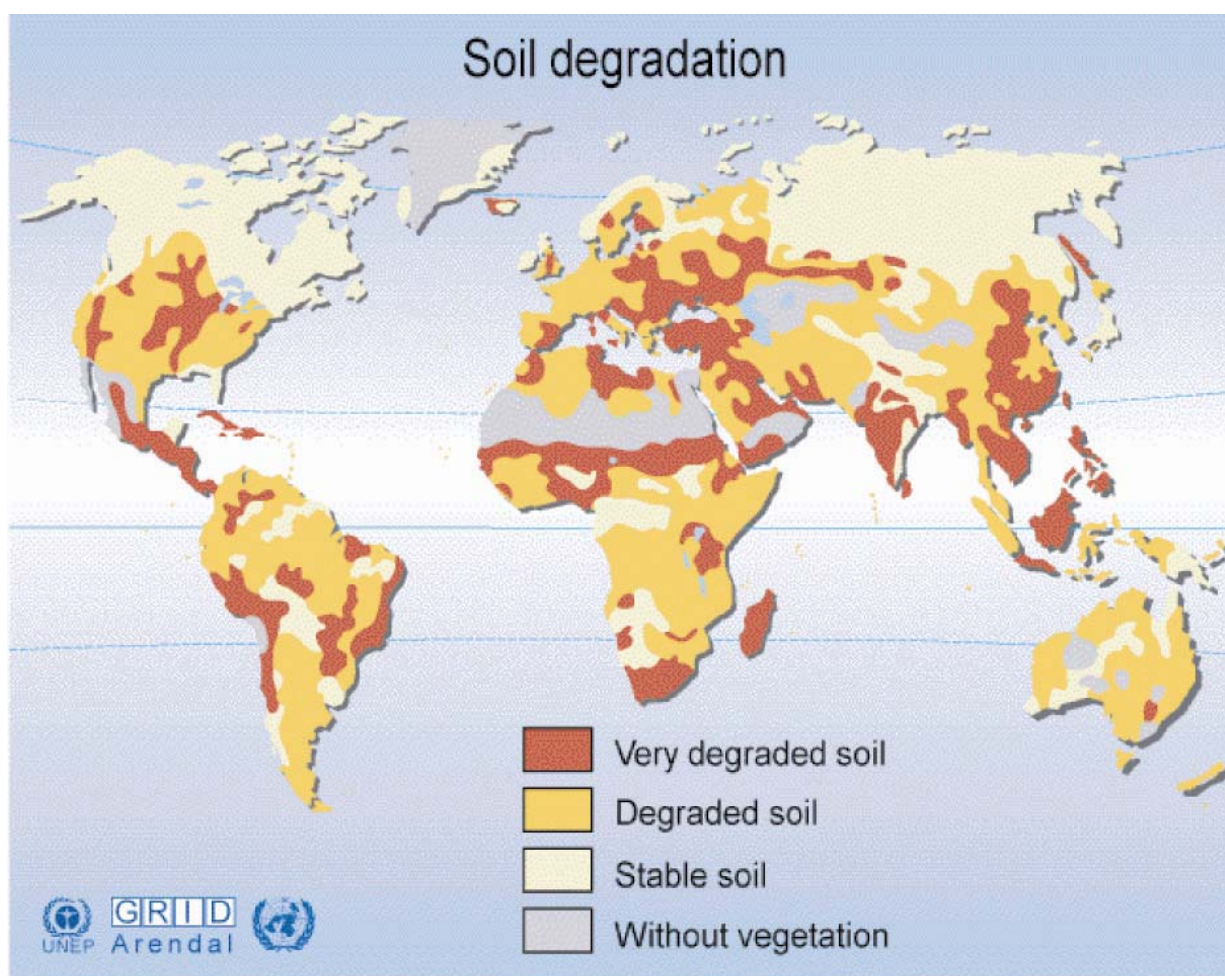 Soil degradation
Very degraded soil
Degraded soil
Stable soil
Without vegetation
UNEP
GRID
Arendal